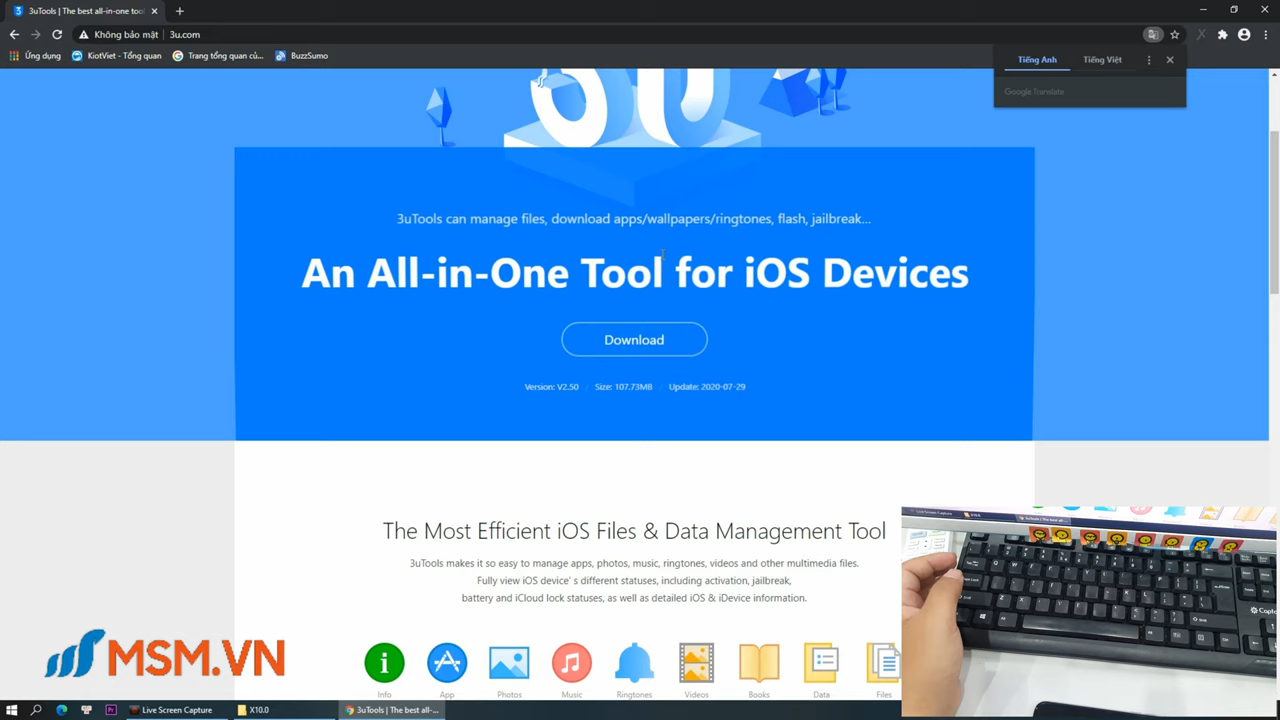 3uTools | The best all-in-one tool
Không bảo mật
3u.com
Ứng dụng
KiotViet - Tổng quan
Trang tổng quan củ...
BuzzSumo
Tiếng Anh
Tiếng Việt
Google Translate
3uTools can manage files, download apps/wallpapers/ringtones, flash, jailbreak...
An All-in-One Tool for iOS Devices
Download
Version: V2.50 / Size: 107.73MB / Update: 2020-07-29
The Most Efficient iOS Files & Data Management Tool
3uTools makes it so easy to manage apps, photos, music, ringtones, videos and other multimedia files.
Fully view iOS device' s different statuses, including activation, jailbreak,
battery and iCloud lock statuses, as well as detailed iOS & iDevice information.
Info
App
Photos
Music
Ringtones
Videos
Books
Data
Files
MSM.VN
Live Screen Capture
X10.0
3uTools | The best all-...